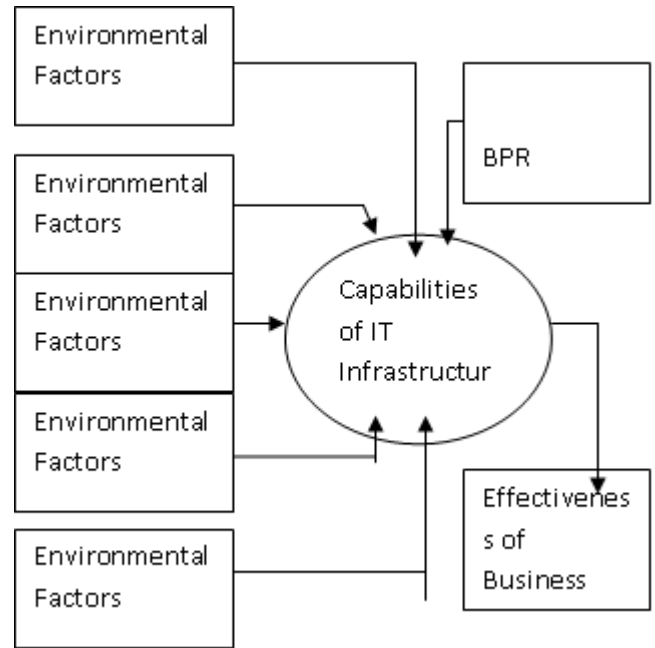 Environmental
Factors
BPR
Environmental
Factors
Environmental
Factors
Capabilities
of IT
Infrastructur
Environmental
Factors
Effectivenes
s of
Business
Environmental
Factors